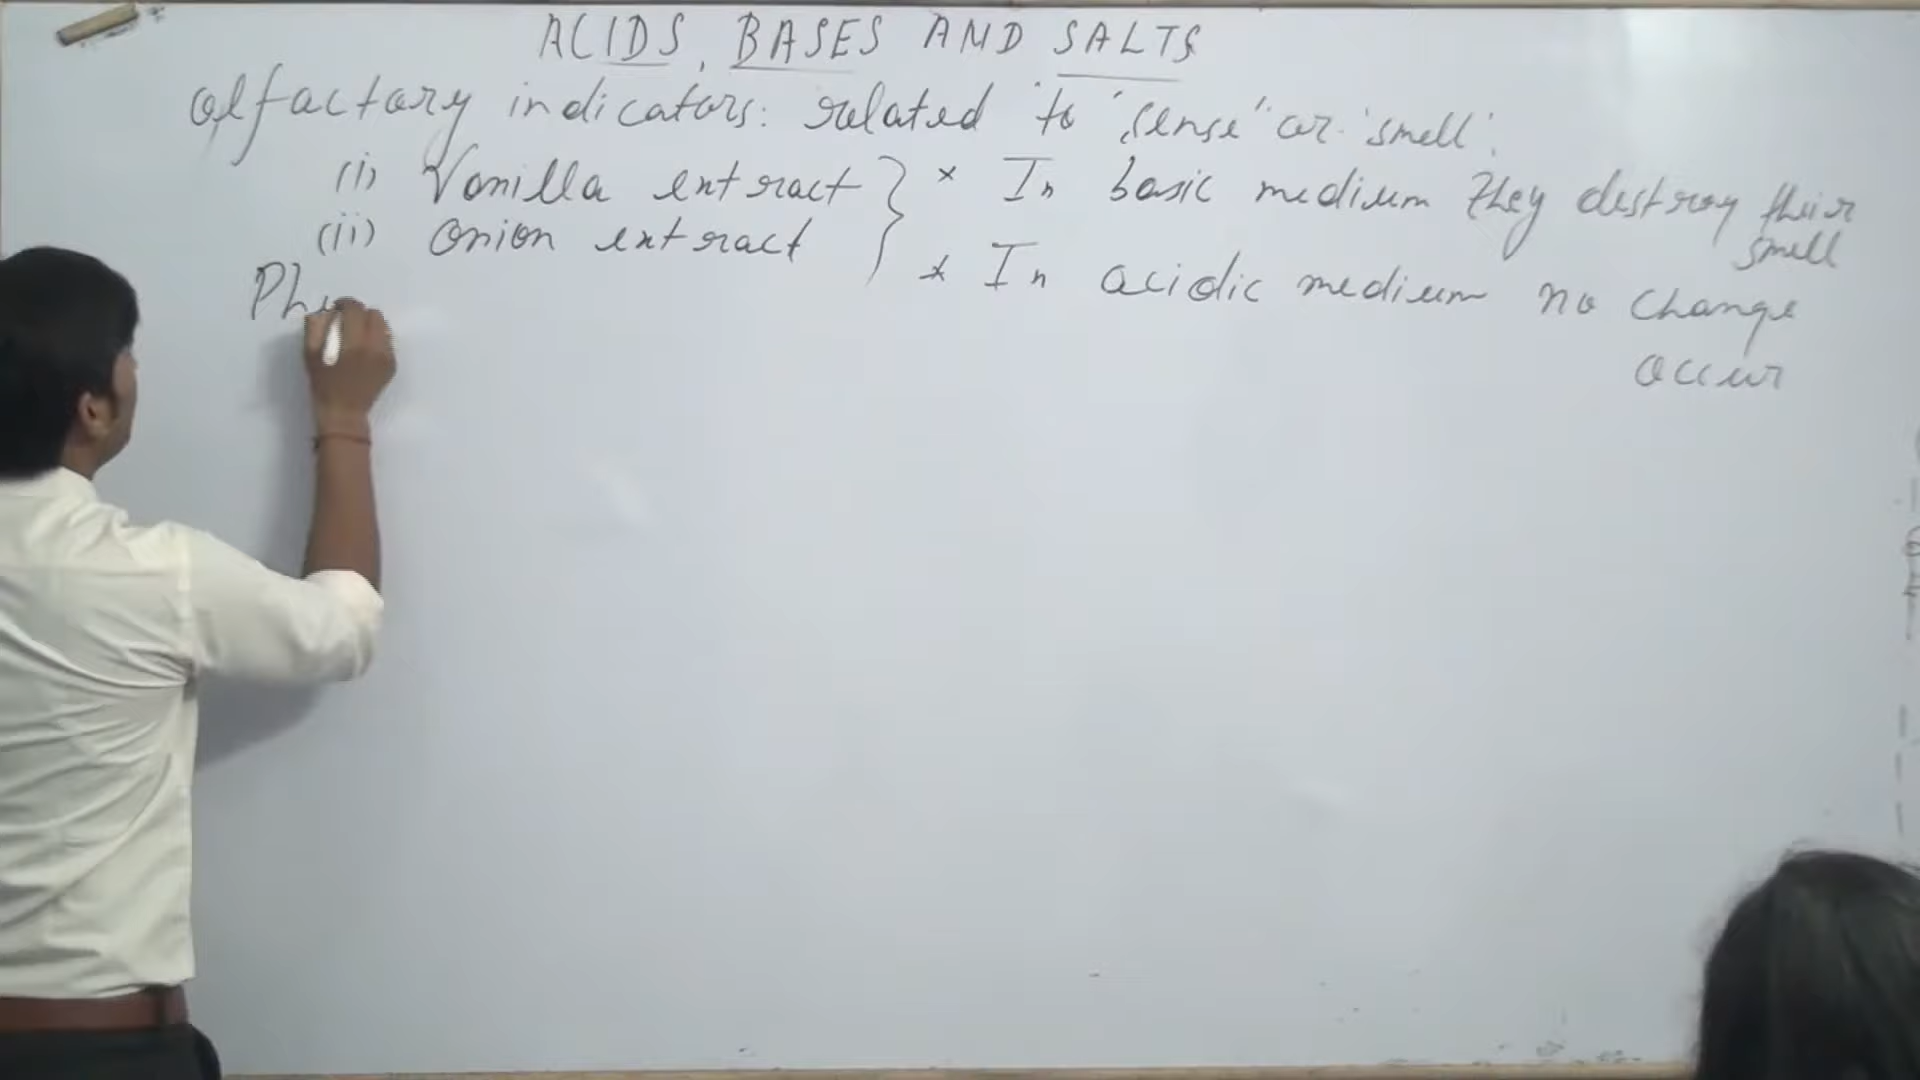 ACIDS, BASES AND SALTS
Olfactory indicators: related to "sense" or 'smell'.
(i) Vanilla extract } * In basic medium they destroy their smell
(ii) Onion extract * In acidic medium no change occur
Phe